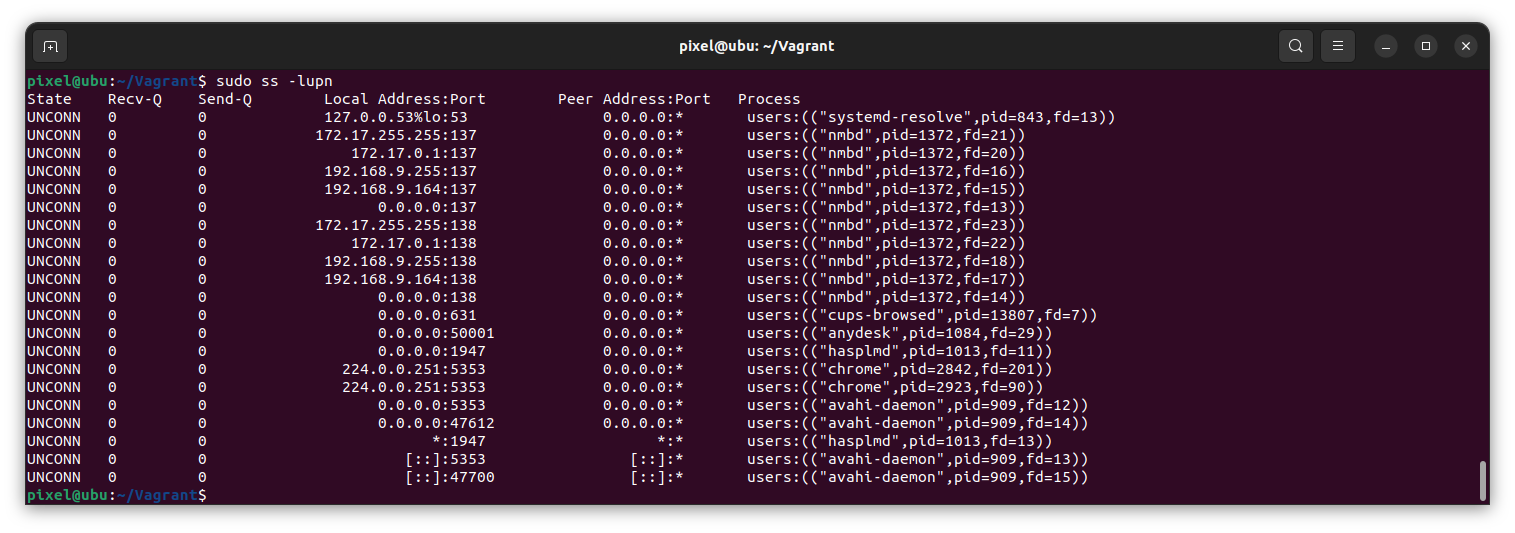 pixel@ubu: ~/Vagrant
pixel@ubu:~/Vagrant$ sudo ss -lupn
State Recv-Q Send-Q Local Address:Port Peer Address:Port Process
UNCONN 0 0 127.0.0.53%lo:53 0.0.0.0:* users:(("systemd-resolve",pid=843,fd=13))
UNCONN 0 0 172.17.255.255:137 0.0.0.0:* users:(("nmbd",pid=1372,fd=21))
UNCONN 0 0 172.17.0.1:137 0.0.0.0:* users:(("nmbd",pid=1372,fd=20))
UNCONN 0 0 192.168.9.255:137 0.0.0.0:* users:(("nmbd",pid=1372,fd=16))
UNCONN 0 0 192.168.9.164:137 0.0.0.0:* users:(("nmbd",pid=1372,fd=15))
UNCONN 0 0 0.0.0.0:137 0.0.0.0:* users:(("nmbd",pid=1372,fd=13))
UNCONN 0 0 172.17.255.255:138 0.0.0.0:* users:(("nmbd",pid=1372,fd=23))
UNCONN 0 0 172.17.0.1:138 0.0.0.0:* users:(("nmbd",pid=1372,fd=22))
UNCONN 0 0 192.168.9.255:138 0.0.0.0:* users:(("nmbd",pid=1372,fd=18))
UNCONN 0 0 192.168.9.164:138 0.0.0.0:* users:(("nmbd",pid=1372,fd=17))
UNCONN 0 0 0.0.0.0:138 0.0.0.0:* users:(("nmbd",pid=1372,fd=14))
UNCONN 0 0 0.0.0.0:631 0.0.0.0:* users:(("cups-browsed",pid=13807,fd=7))
UNCONN 0 0 0.0.0.0:50001 0.0.0.0:* users:(("anydesk",pid=1084,fd=29))
UNCONN 0 0 0.0.0.0:1947 0.0.0.0:* users:(("hasplmd",pid=1013,fd=11))
UNCONN 0 0 224.0.0.251:5353 0.0.0.0:* users:(("chrome",pid=2842,fd=201))
UNCONN 0 0 224.0.0.251:5353 0.0.0.0:* users:(("chrome",pid=2923,fd=90))
UNCONN 0 0 0.0.0.0:5353 0.0.0.0:* users:(("avahi-daemon",pid=909,fd=12))
UNCONN 0 0 0.0.0.0:47612 0.0.0.0:* users:(("avahi-daemon",pid=909,fd=14))
UNCONN 0 0 *:1947 *:* users:(("hasplmd",pid=1013,fd=13))
UNCONN 0 0 [::]:5353 [::]:* users:(("avahi-daemon",pid=909,fd=13))
UNCONN 0 0 [::]:47700 [::]:* users:(("avahi-daemon",pid=909,fd=15))
pixel@ubu:~/Vagrant$